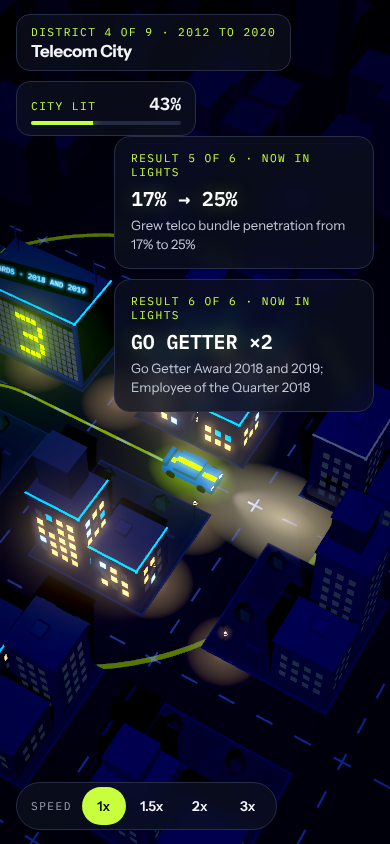 DISTRICT 4 OF 9 · 2012 TO 2020
Telecom City
CITY LIT 43%
RESULT 5 OF 6 · NOW IN
LIGHTS
17% → 25%
Grew telco bundle penetration from
17% to 25%
RESULT 6 OF 6 · NOW IN
LIGHTS
GO GETTER ×2
Go Getter Award 2018 and 2019;
Employee of the Quarter 2018
· 2018 AND 2019
3
SPEED 1x 1.5x 2x 3x